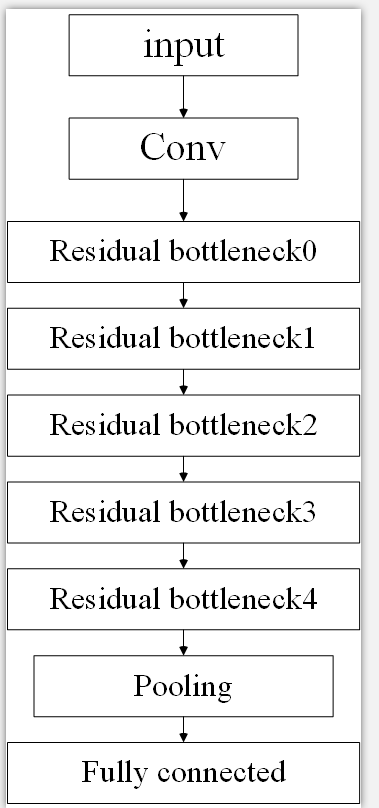 input
Conv
Residual bottleneck0
Residual bottleneck1
Residual bottleneck2
Residual bottleneck3
Residual bottleneck4
Pooling
Fully connected